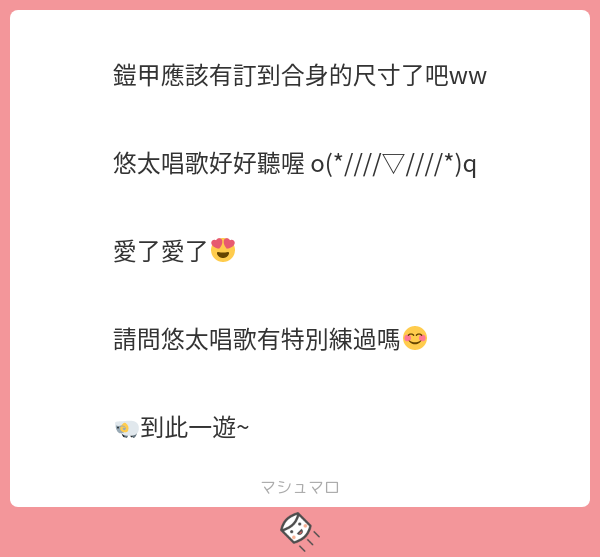 鎧甲應該有訂到合身的尺寸了吧ww
悠太唱歌好好聽喔 o(*////▽////*)q
愛了愛了😍
請問悠太唱歌有特別練過嗎😊
🐏到此一遊~
マシュマロ